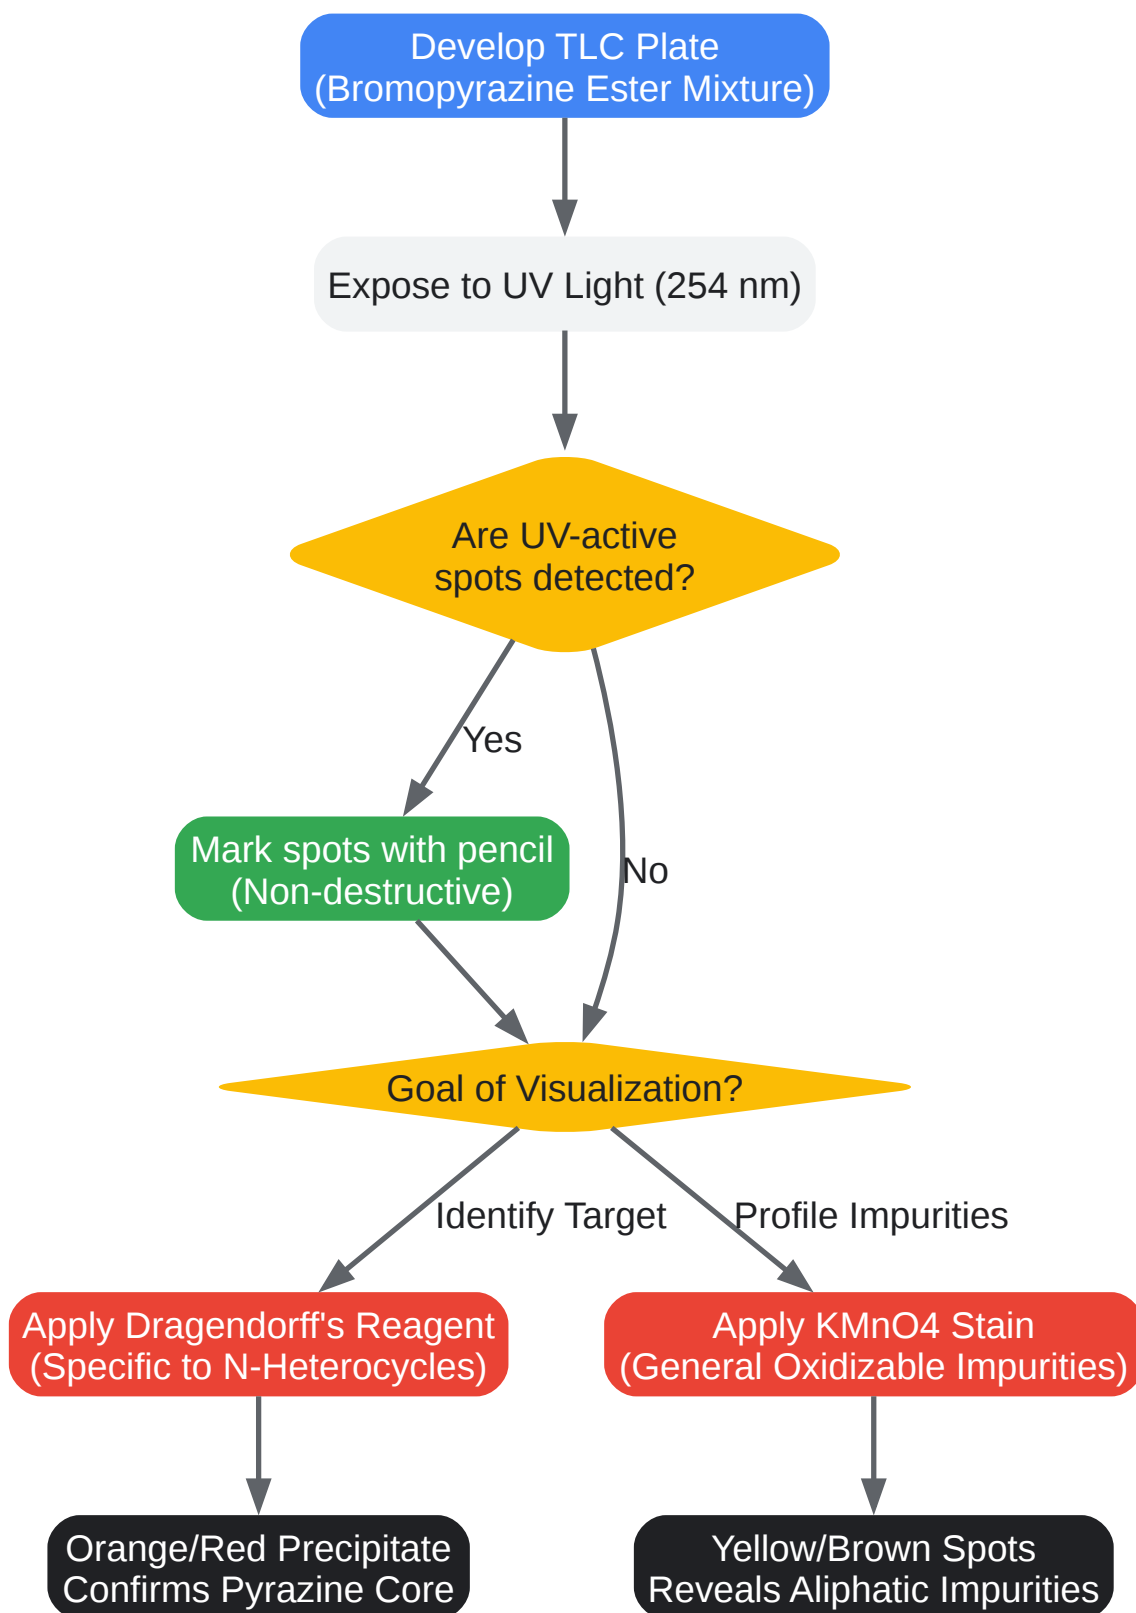 Develop TLC Plate
(Bromopyrazine Ester Mixture)
Expose to UV Light (254 nm)
Are UV-active
spots detected?
Yes
No
Mark spots with pencil
(Non-destructive)
Goal of Visualization?
Identify Target
Profile Impurities
Apply Dragendorff's Reagent
(Specific to N-Heterocycles)
Apply KMnO4 Stain
(General Oxidizable Impurities)
Orange/Red Precipitate
Confirms Pyrazine Core
Yellow/Brown Spots
Reveals Aliphatic Impurities